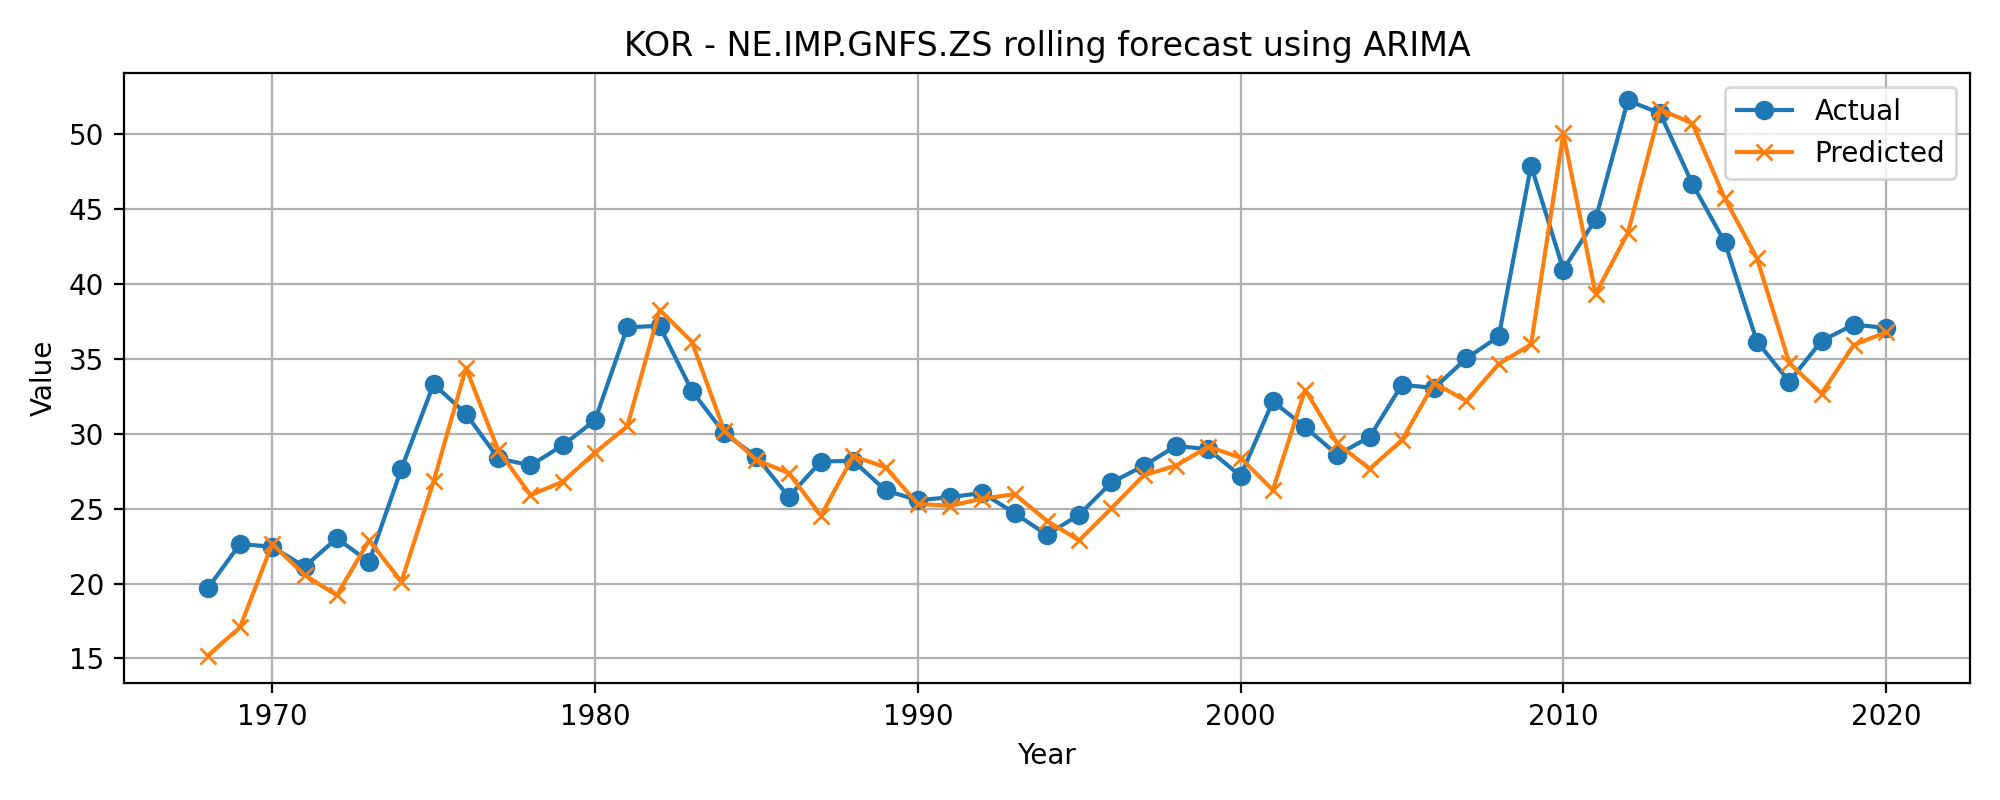 KOR - NE.IMP.GNFS.ZS rolling forecast using ARIMA
Actual
Predicted
Value
50
45
40
35
30
25
20
15
1970 1980 1990 2000 2010 2020
Year